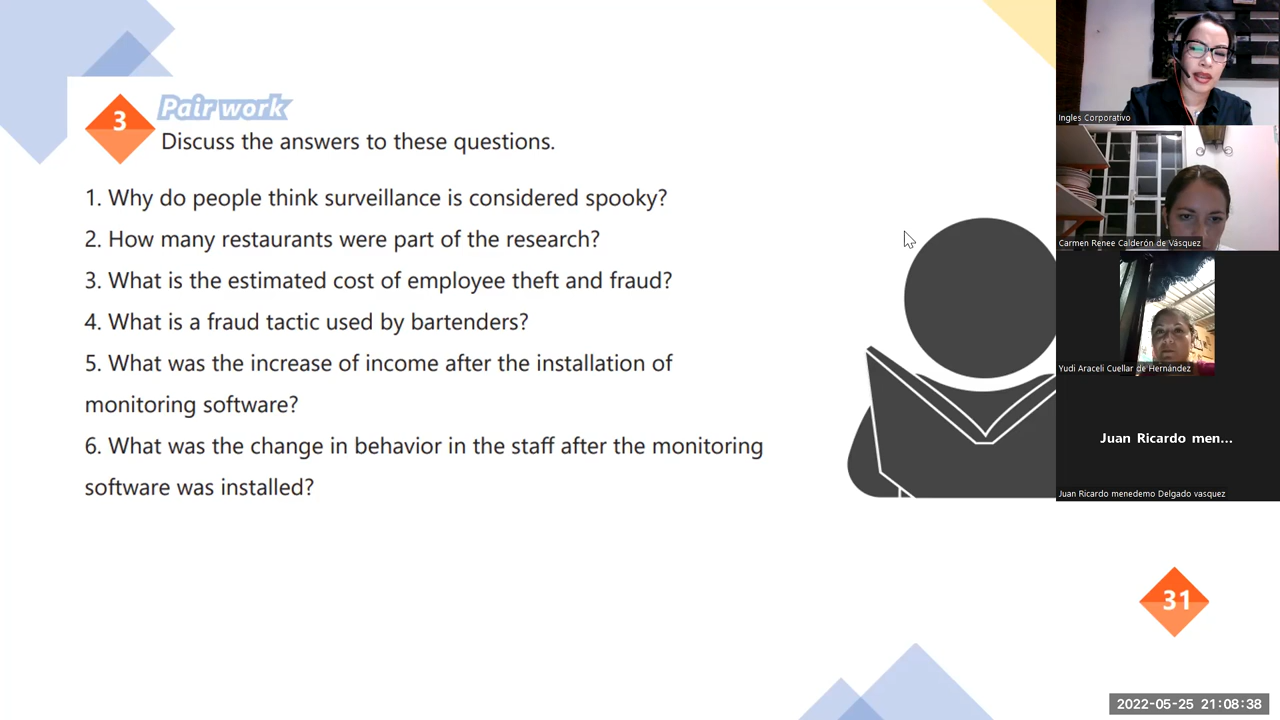 3
Pair work
Discuss the answers to these questions.
1. Why do people think surveillance is considered spooky?
2. How many restaurants were part of the research?
3. What is the estimated cost of employee theft and fraud?
4. What is a fraud tactic used by bartenders?
5. What was the increase of income after the installation of
monitoring software?
6. What was the change in behavior in the staff after the monitoring
software was installed?
31
Ingles Corporativo
Carmen Renee Calderón de Vásquez
Yudi Araceli Cuellar de Hernández
Juan Ricardo men...
Juan Ricardo menedemo Delgado vasquez
2022-05-25 21:08:38